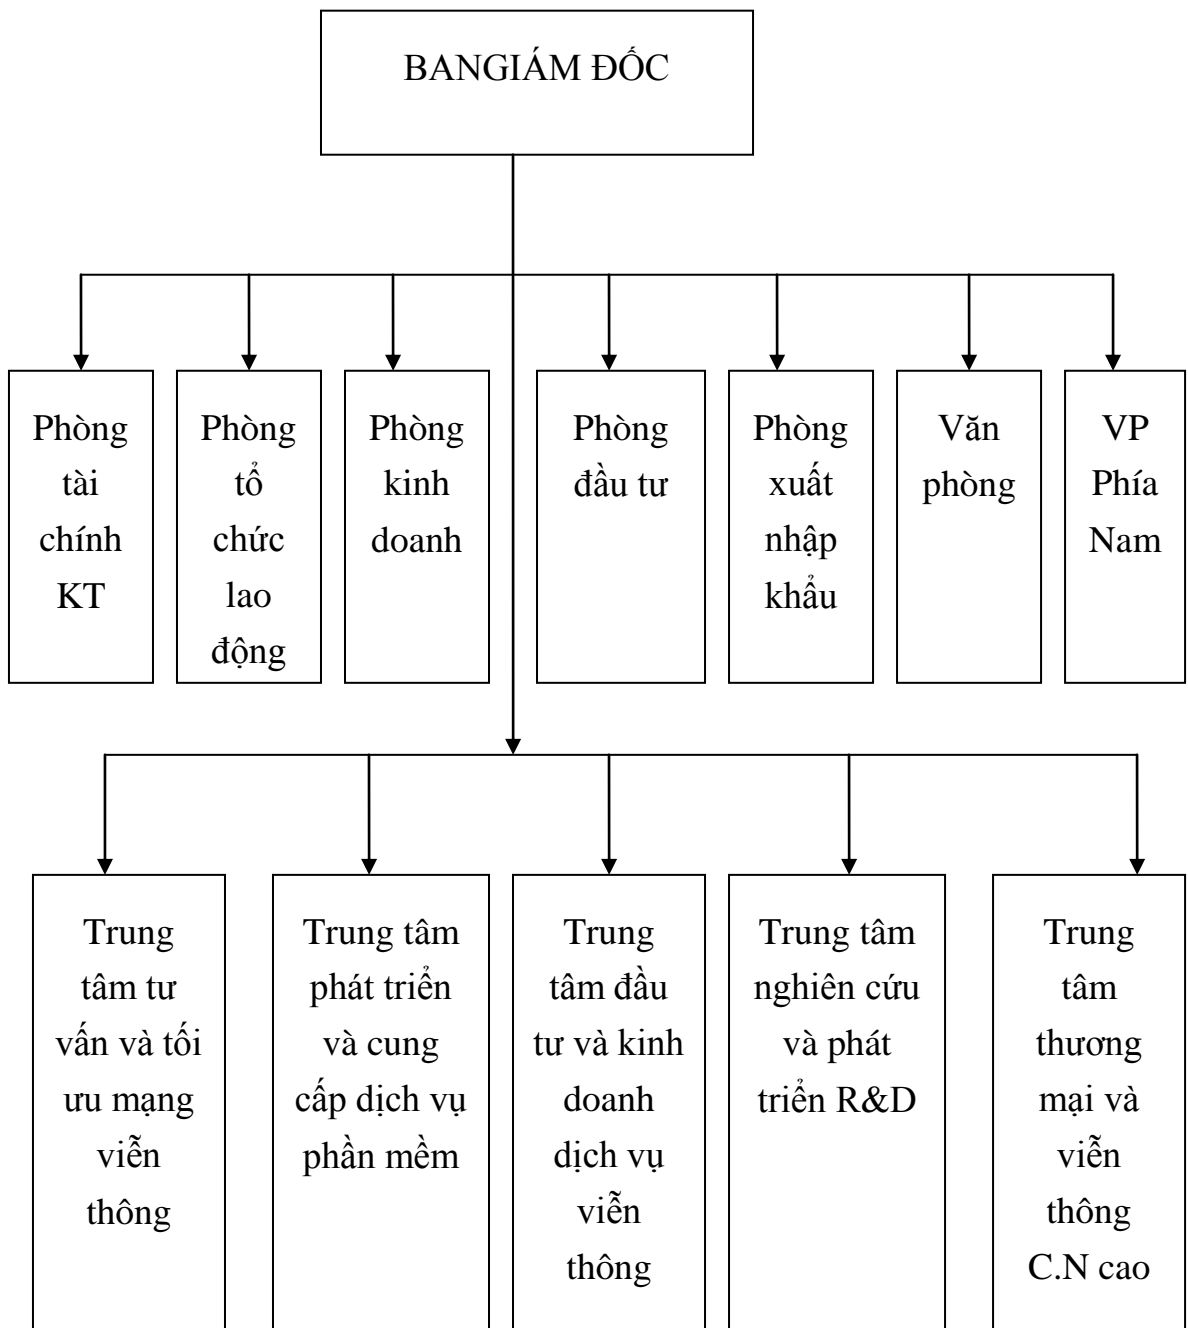 BANGIÁM ĐỐC
Phòng
tài
chính
KT
Phòng
tổ
chức
lao
động
Phòng
kinh
doanh
Phòng
đầu tư
Phòng
xuất
nhập
khẩu
Văn
phòng
VP
Phía
Nam
Trung
tâm tư
vấn và tối
ưu mạng
viễn
thông
Trung tâm
phát triển
và cung
cấp dịch vụ
phần mềm
Trung
tâm đầu
tư và kinh
doanh
dịch vụ
viễn
thông
Trung tâm
nghiên cứu
và phát
triển R&D
Trung
tâm
thương
mại và
viễn
thông
C.N cao